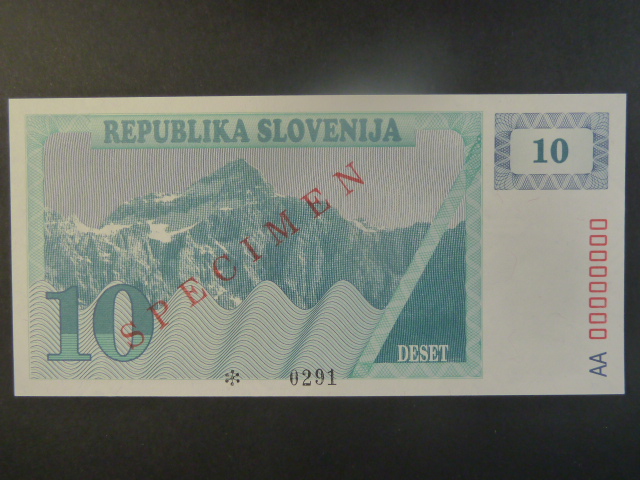 REPUBLIKA SLOVENIJA
10
SPECIMEN
10
DESET
* 0291
AA 00000000